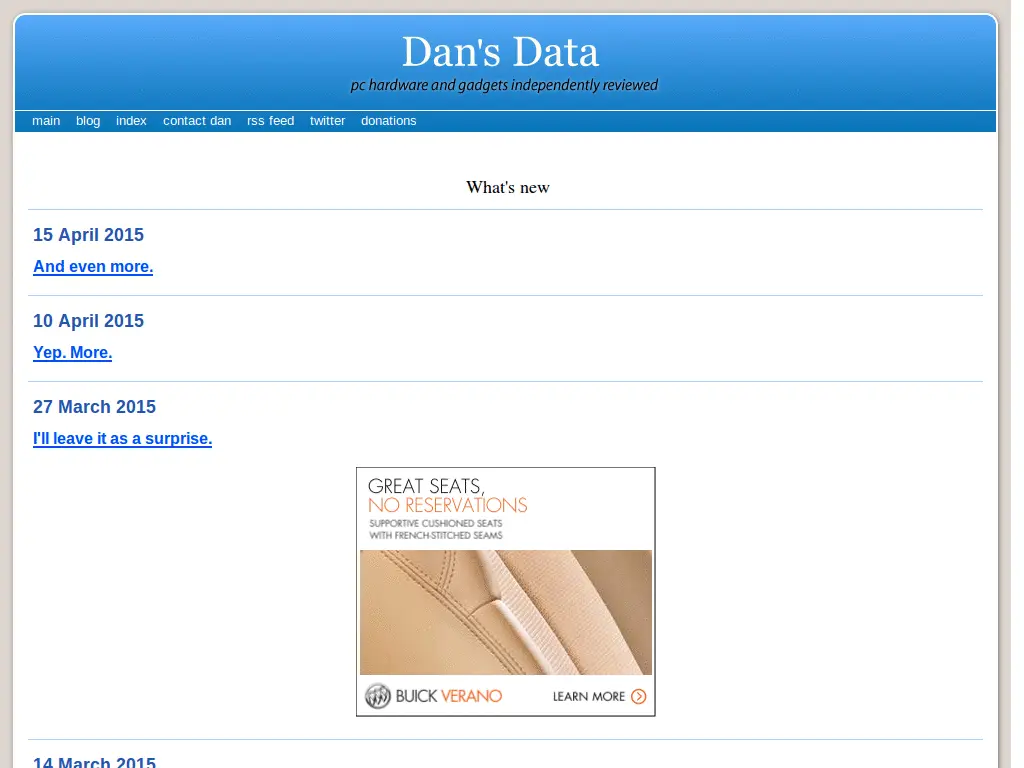 Dan's Data
pc hardware and gadgets independently reviewed
main blog index contact dan rss feed twitter donations
What's new
15 April 2015
And even more.
10 April 2015
Yep. More.
27 March 2015
I'll leave it as a surprise.
GREAT SEATS,
NO RESERVATIONS
SUPPORTIVE CUSHIONED SEATS
WITH FRENCH-STITCHED SEAMS
BUICK VERANO LEARN MORE
14 March 2015